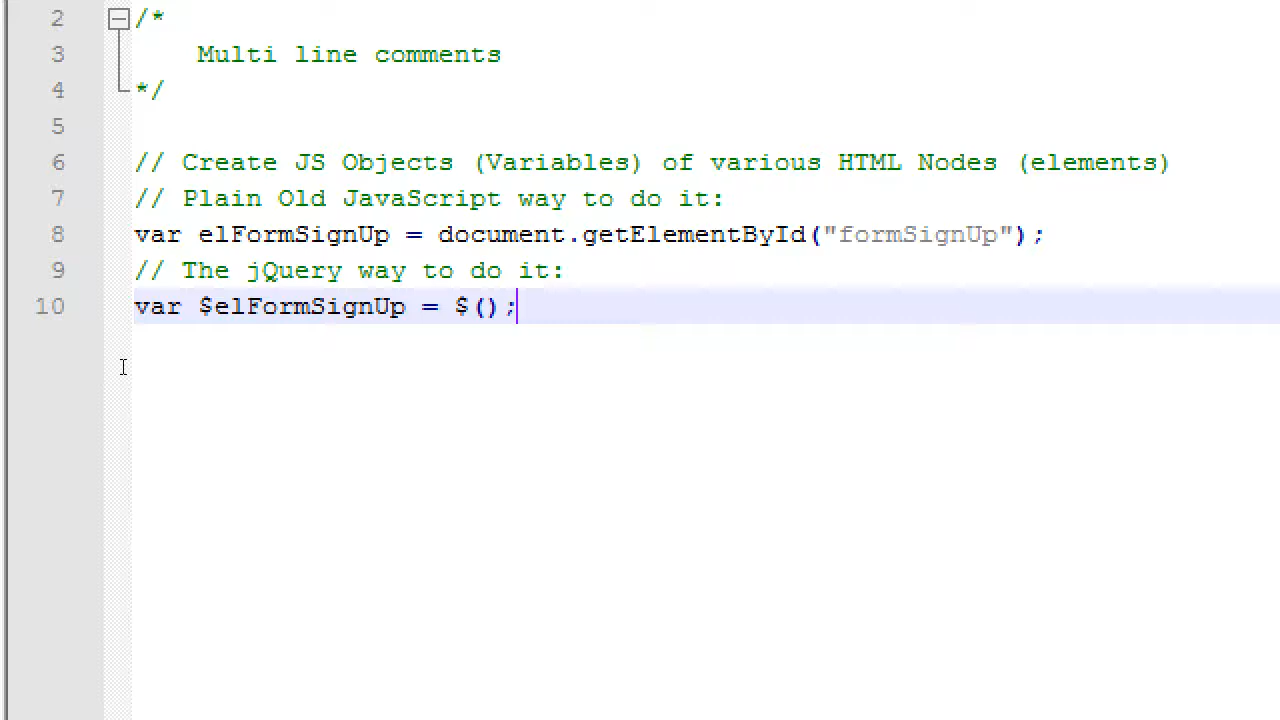 2 /*
3 Multi line comments
4 */
5
6 // Create JS Objects (Variables) of various HTML Nodes (elements)
7 // Plain Old JavaScript way to do it:
8 var elFormSignUp = document.getElementById("formSignUp");
9 // The jQuery way to do it:
10 var $elFormSignUp = $();